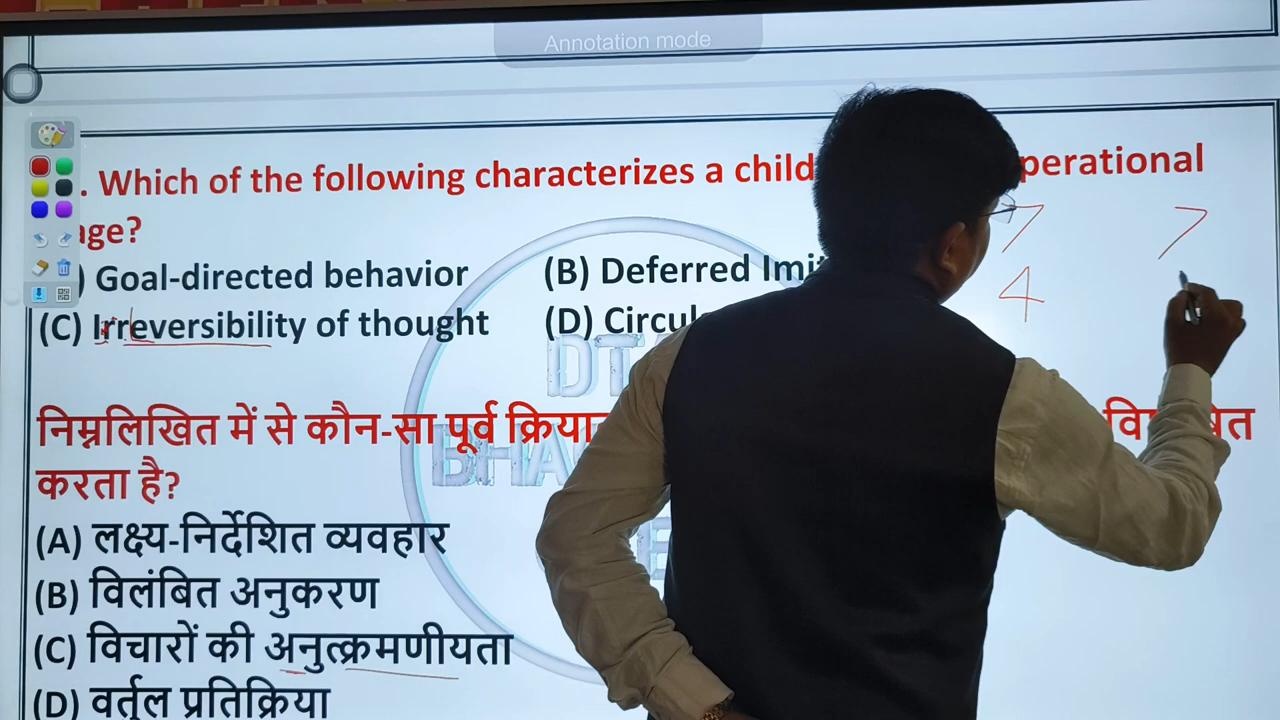 Annotation mode
. Which of the following characterizes a child perational
age?
) Goal-directed behavior (B) Deferred Imi
(C) Irreversibility of thought (D) Circul
7 7
4
निम्नलिखित में से कौन-सा पूर्व क्रिया
करता है?
(A) लक्ष्य-निर्देशित व्यवहार
(B) विलंबित अनुकरण
(C) विचारों की अनुत्क्रमणीयता
(D) वर्तुल प्रतिक्रिया